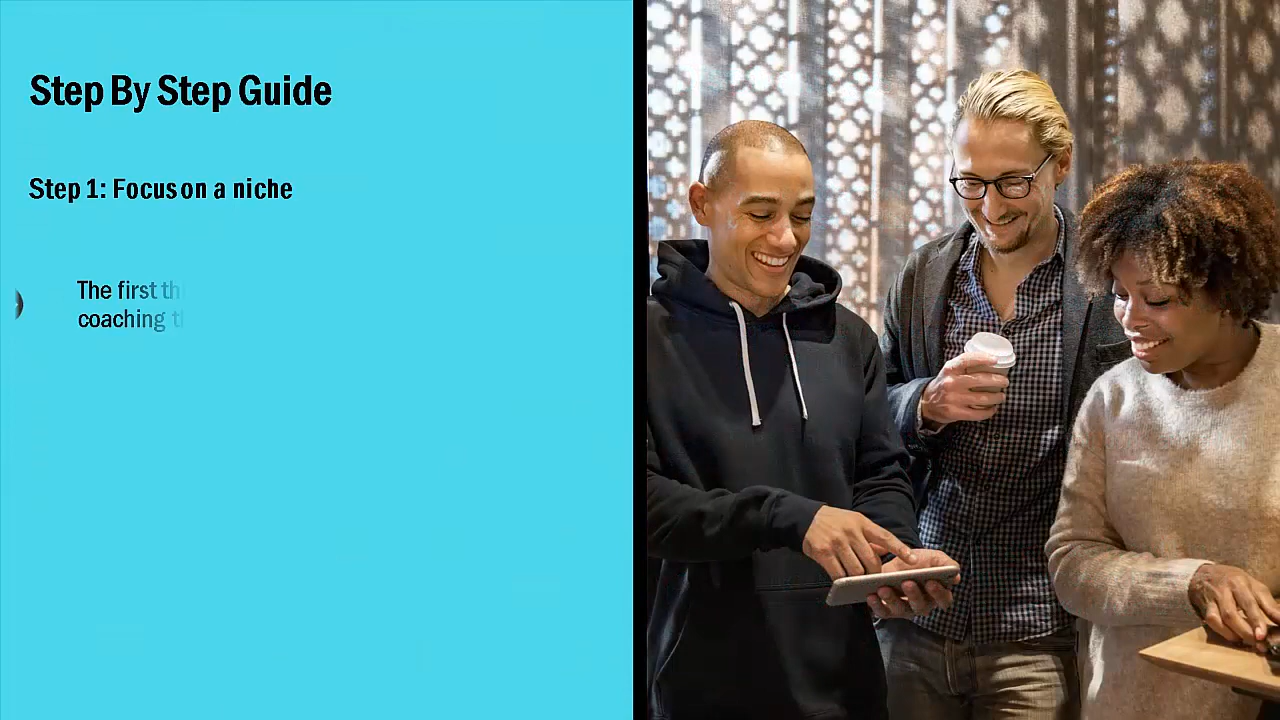 Step By Step Guide
Step 1: Focus on a niche
The first
coaching